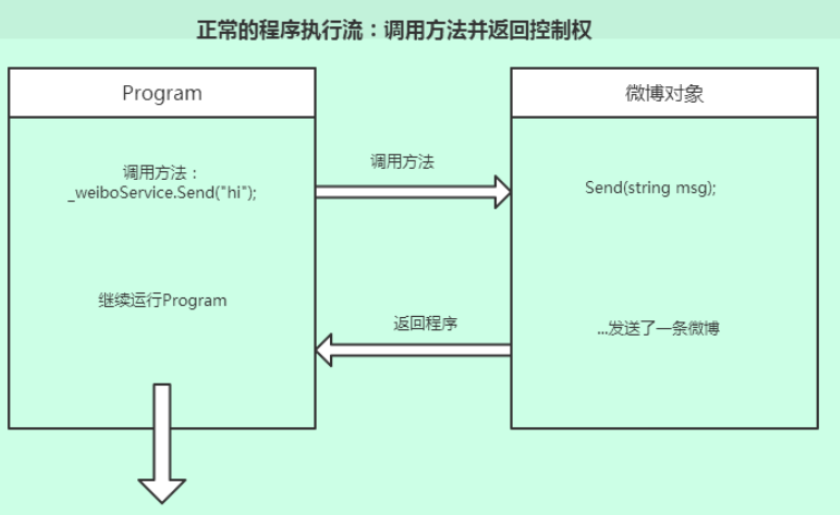 正常的程序执行流：调用方法并返回控制权
Program
微博对象
调用方法：
_weiboService.Send("hi");
调用方法
Send(string msg);
继续运行Program
返回程序
...发送了一条微博